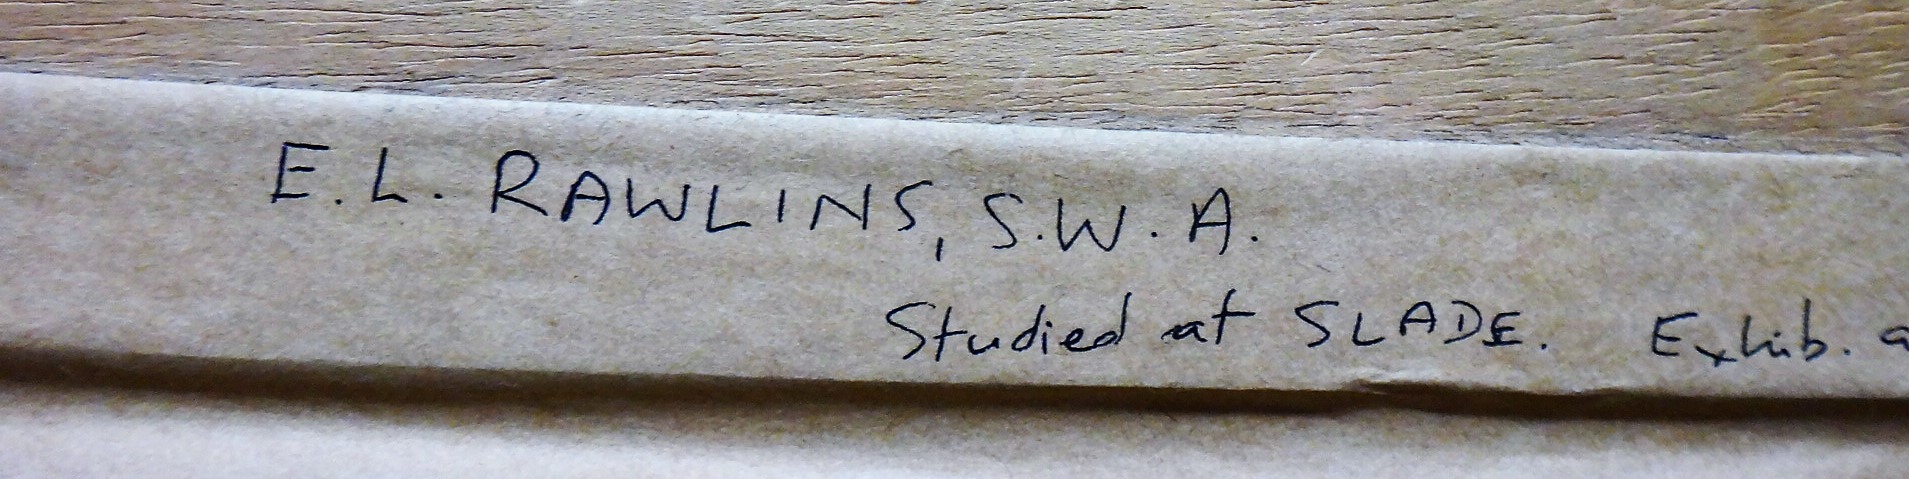 E.L. RAWLINS, S.W.A.
Studied at SLADE. Exhib.